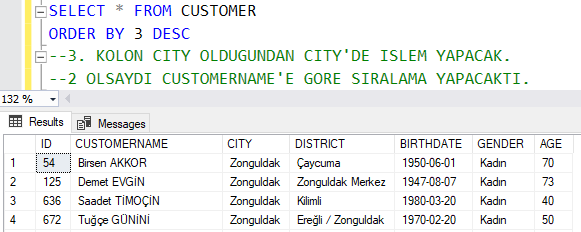 SELECT * FROM CUSTOMER
ORDER BY 3 DESC
--3. KOLON CITY OLDUGUNDAN CITY'DE ISLEM YAPACAK.
--2 OLSAYDI CUSTOMERNAME'E GORE SIRALAMA YAPACAKTI.
132 %
Results Messages
ID CUSTOMERNAME CITY DISTRICT BIRTHDATE GENDER AGE
1 54 Birsen AKKOR Zonguldak Çaycuma 1950-06-01 Kadın 70
2 125 Demet EVGİN Zonguldak Zonguldak Merkez 1947-08-07 Kadın 73
3 636 Saadet TİMOÇİN Zonguldak Kilimli 1980-03-20 Kadın 40
4 672 Tuğçe GÜNİNİ Zonguldak Ereğli / Zonguldak 1970-02-20 Kadın 50